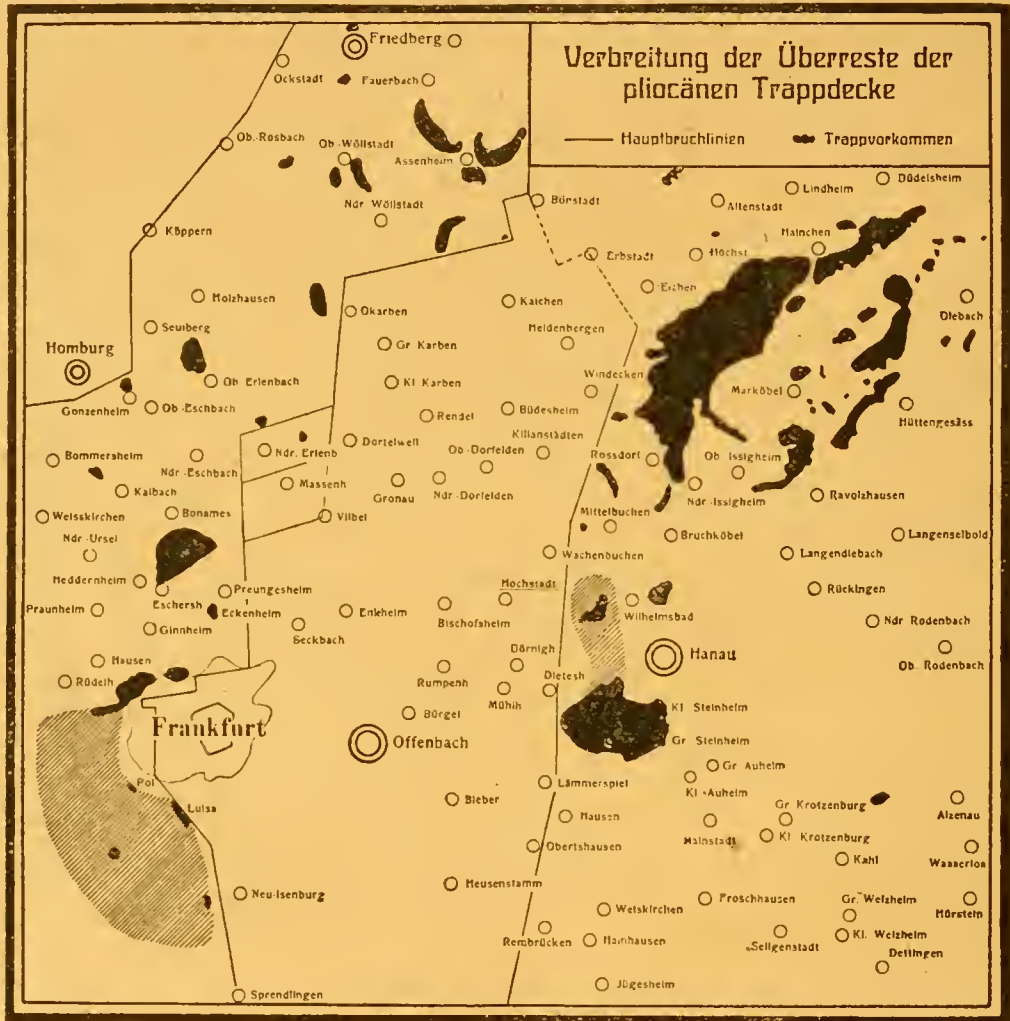 Verbreitung der Überreste der
pliocänen Trappdecke
Hauptbruchlinien
Trappvorkommen
Friedberg
Ockstadt
Fauerbach
Ob.-Rosbach
Ob.-Wöllstadt
Assenheim
Ndr Wöllstadt
Köppern
Bönstadt
Altenstadt
Lindheim
Düdelsheim
Hainchen
Erbstadt
Höchst
Eichen
Holzhausen
Okarben
Kaichen
Heldenbergen
Diebach
Seulberg
Homburg
Gr Karben
Ob Erlenbach
Kl Karben
Windecken
Marköbel
Gonzenheim
Ob-Eschbach
Rendel
Büdesheim
Hüttengesäss
Kilianstädten
Bommersheim
Ndr. Erlenb
Dortelweil
Ob-Dorfelden
Ndr-Eschbach
Rossdorf
Ob Issigheim
Kalbach
Massenh
Gronau
Ndr-Dorfelden
Ndr-Issigheim
Ravolzhausen
Weisskirchen
Bonames
Vilbel
Mittelbuchen
Bruchköbel
Langenselbold
Ndr-Ursel
Wachenbuchen
Langendiebach
Heddernheim
Eschersh
Preungesheim
Hochstadt
Rückingen
Praunheim
Eckenheim
Enkheim
Bischofsheim
Wilhelmsbad
Ginnheim
Seckbach
Ndr Rodenbach
Hausen
Dörnigh
Hanau
Ob. Rodenbach
Rödelh
Rumpenh
Dietesh
Mühlh
Kl Steinheim
Frankfurt
Bürgel
Offenbach
Gr Steinheim
Gr Auheim
Pol
Lämmerspiel
Kl-Auheim
Luisa
Bieber
Hausen
Gr Krotzenburg
Alzenau
Hainstadt
Kl Krotzenburg
Obertshausen
Kahl
Wasserlos
Neu-Isenburg
Heusenstamm
Froschhausen
Gr. Welzheim
Hörstein
Weiskirchen
Rembrücken
Hainhausen
Seligenstadt
Kl. Welzheim
Dettingen
Sprendlingen
Jügesheim